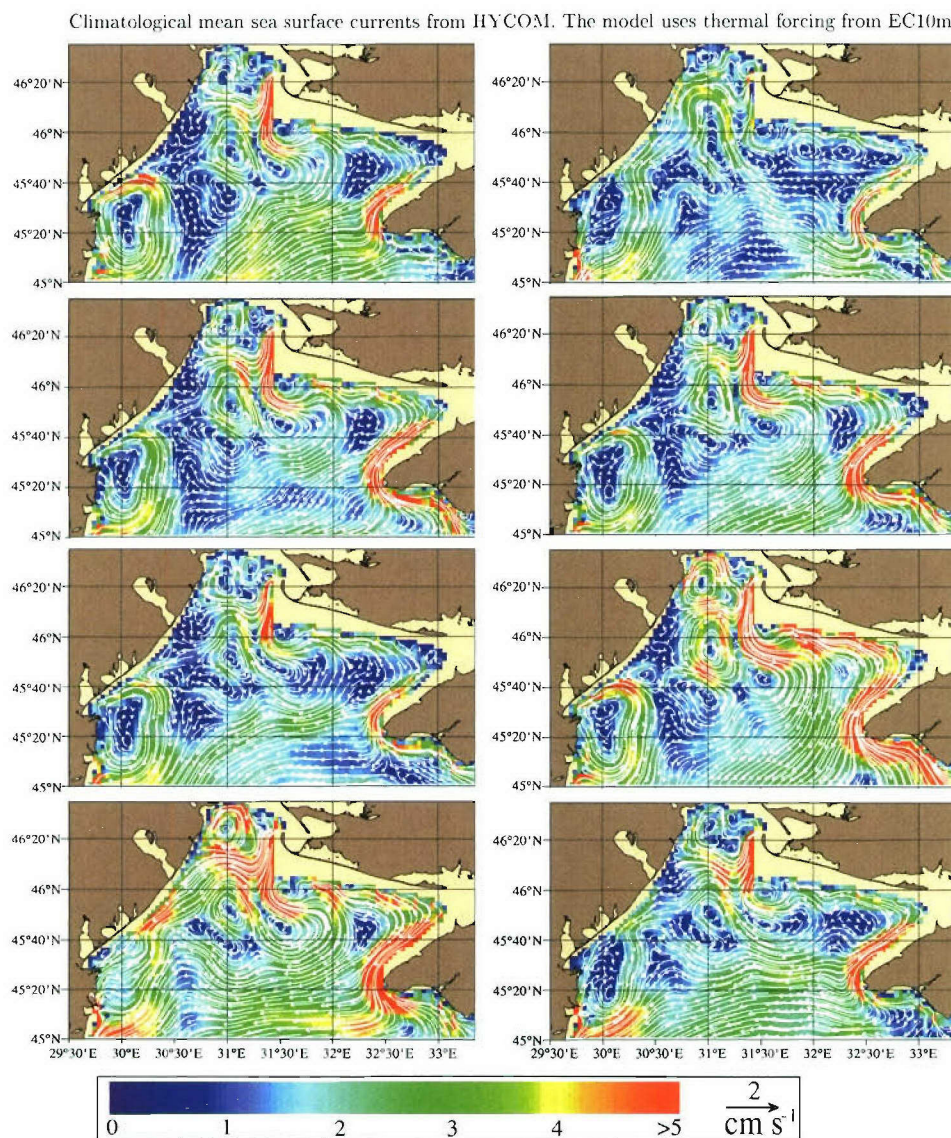 Climatological mean sea surface currents from HYCOM. The model uses thermal forcing from EC10m
46°20'N 46°20'N
46°N 46°N
45°40'N 45°40'N
45°20'N 45°20'N
45°N 45°N
46°20'N 46°20'N
46°N 46°N
45°40'N 45°40'N
45°20'N 45°20'N
45°N 45°N
46°20'N 46°20'N
46°N 46°N
45°40'N 45°40'N
45°20'N 45°20'N
45°N 45°N
46°20'N 46°20'N
46°N 46°N
45°40'N 45°40'N
45°20'N 45°20'N
45°N 45°N
29°30'E 30°E 30°30'E 31°E 31°30'E 32°E 32°30'E 33°E 29°30'E 30°E 30°30'E 31°E 31°30'E 32°E 32°30'E 33°E
2
0 1 2 3 4 >5 cm s⁻¹